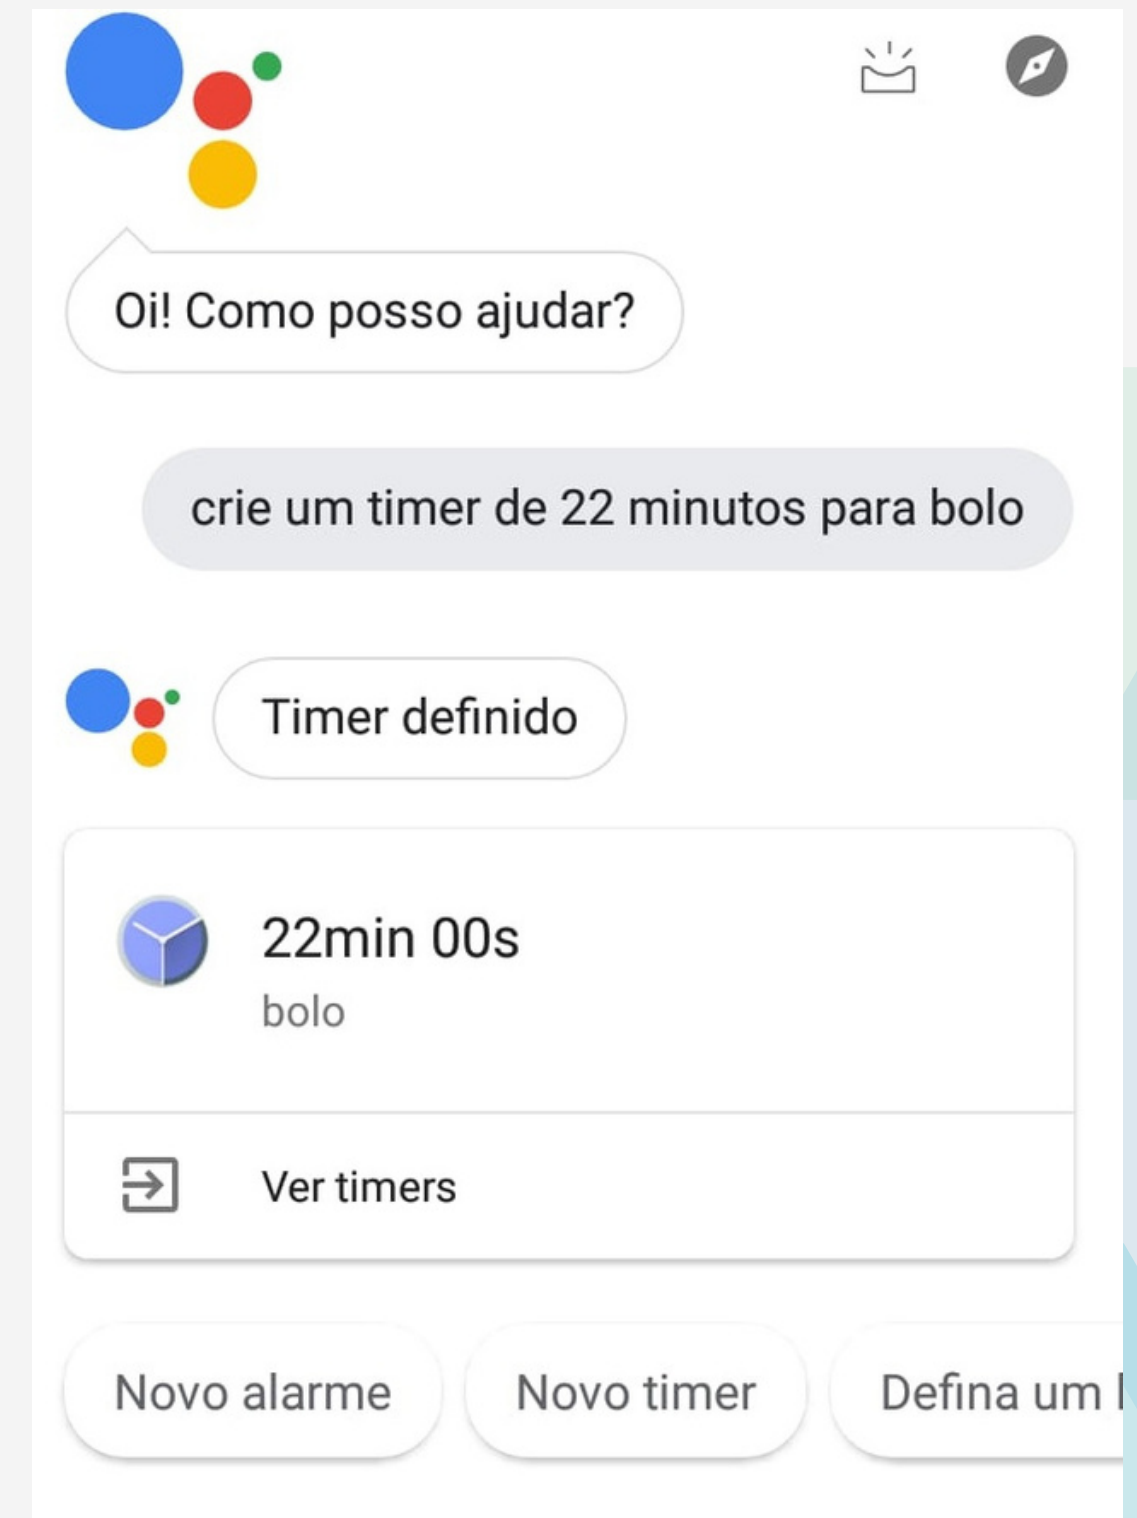 Oi! Como posso ajudar?
crie um timer de 22 minutos para bolo
Timer definido
22min 00s
bolo
Ver timers
Novo alarme
Novo timer
Defina um